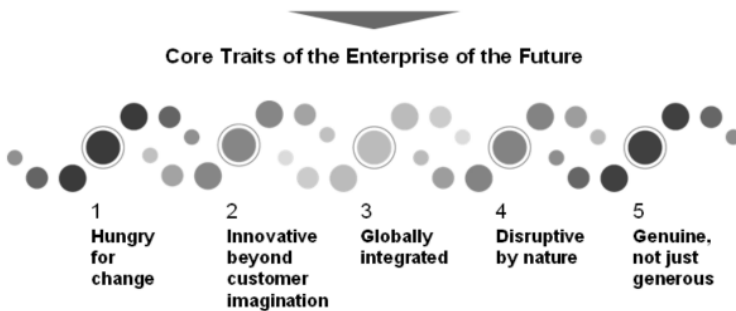 Core Traits of the Enterprise of the Future
1
Hungry
for
change
2
Innovative
beyond
customer
imagination
3
Globally
integrated
4
Disruptive
by nature
5
Genuine,
not just
generous